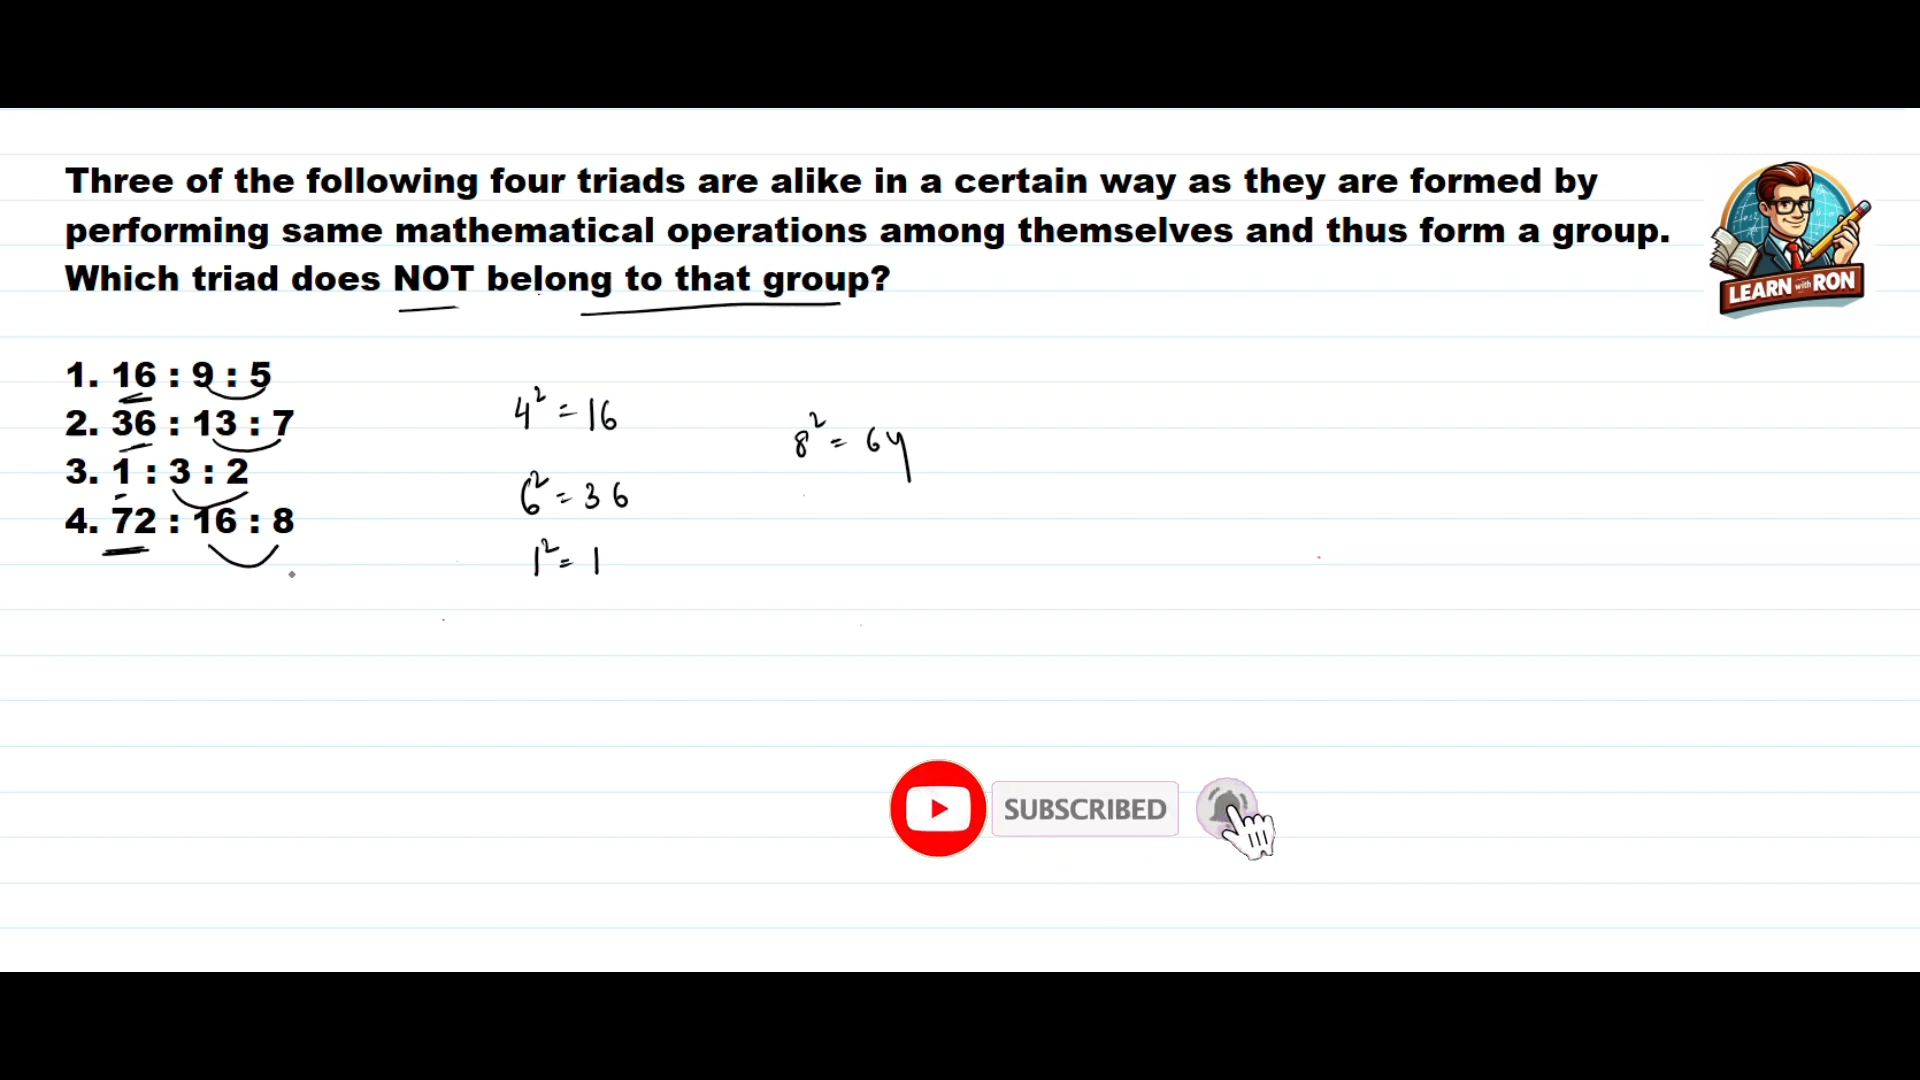 Three of the following four triads are alike in a certain way as they are formed by
performing same mathematical operations among themselves and thus form a group.
Which triad does NOT belong to that group?
LEARN with RON
1. 16 : 9 : 5
2. 36 : 13 : 7
3. 1 : 3 : 2
4. 72 : 16 : 8
4² = 16
6² = 36
1² = 1
8² = 64
SUBSCRIBED